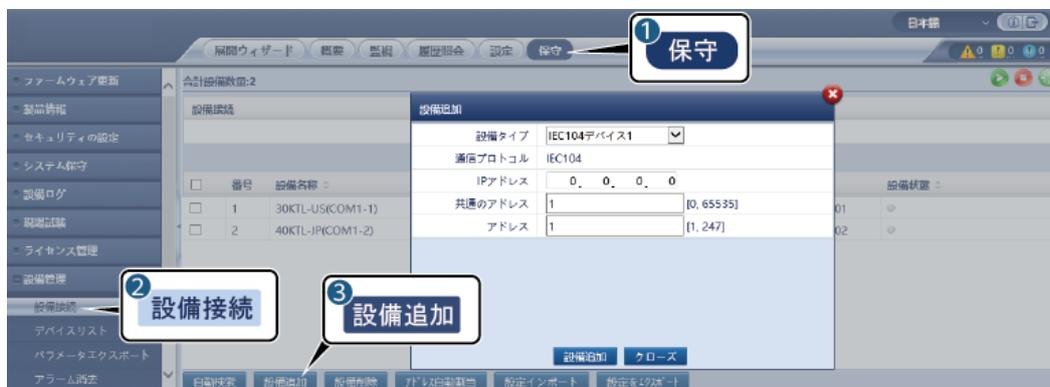 日本語
展開ウィザード 概要 監視 履歴照会 設定 保守
1 保守
0 0 0
ファームウェア更新
合計設備数量:2
製品情報
設備接続
設備追加
セキュリティの設定
設備タイプ IEC104デバイス1
システム保守
通信プロトコル IEC104
設備ログ
番号 設備名称 設備状態
IPアドレス 0. 0. 0. 0
現場試験
1 30KTL-US(COM1-1) 01
共通のアドレス 1 [0, 65535]
2 40KTL-JP(COM1-2) 02
アドレス 1 [1, 247]
ライセンス管理
設備管理
2 設備接続
3 設備追加
設備接続
デバイスリスト
パラメータエクスポート
設備追加 クローズ
アラーム消去
自動検索 設備追加 設備削除 アドレス自動割当 設定インポート 設定をエクスポート